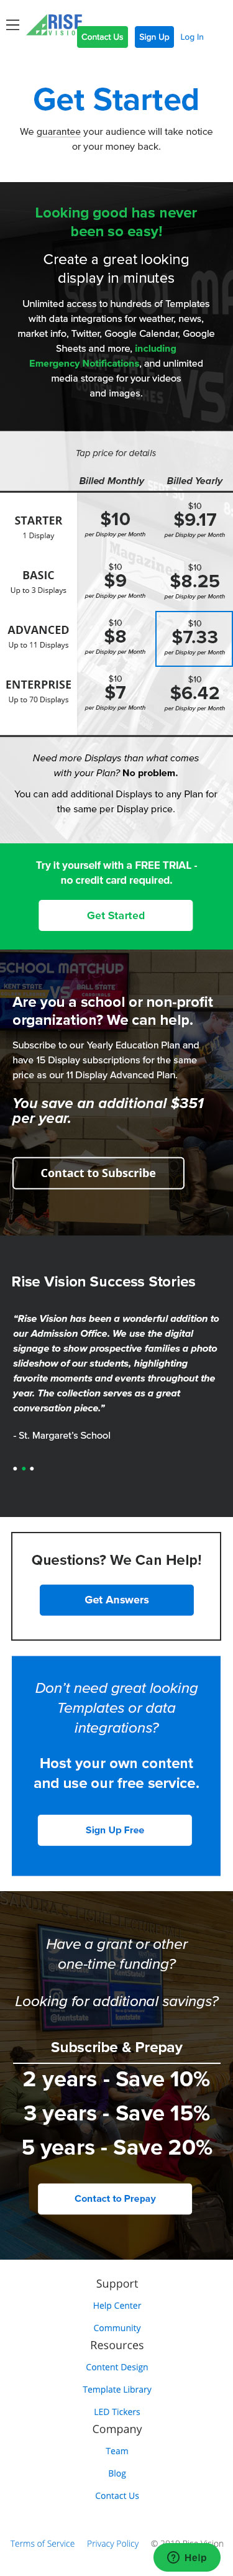 RISE
VISION
Contact Us
Sign Up
Log In
Get Started
We guarantee your audience will take notice
or your money back.
Looking good has never
been so easy!
Create a great looking
display in minutes
Unlimited access to hundreds of Templates
with data integrations for weather, news,
market info, Twitter, Google Calendar, Google
Sheets and more, including
Emergency Notifications, and unlimited
media storage for your videos
and images.
Tap price for details
Billed Monthly Billed Yearly
STARTER
1 Display
$10
per Display per Month
$10
$9.17
per Display per Month
BASIC
Up to 3 Displays
$10
$9
per Display per Month
$10
$8.25
per Display per Month
ADVANCED
Up to 11 Displays
$10
$8
per Display per Month
$10
$7.33
per Display per Month
ENTERPRISE
Up to 70 Displays
$10
$7
per Display per Month
$10
$6.42
per Display per Month
Need more Displays than what comes
with your Plan? No problem.
You can add additional Displays to any Plan for
the same per Display price.
Try it yourself with a FREE TRIAL -
no credit card required.
Get Started
SCHOOL MATCHUP
KENT STATE
BALL STATE
Are you a school or non-profit
organization? We can help.
Subscribe to our Yearly Education Plan and
have 15 Display subscriptions for the same
price as our 11 Display Advanced Plan.
You save an additional $351
per year.
Contact to Subscribe
Rise Vision Success Stories
“Rise Vision has been a wonderful addition to
our Admission Office. We use the digital
signage to show prospective families a photo
slideshow of our students, highlighting
favorite moments and events throughout the
year. The collection serves as a great
conversation piece.”
- St. Margaret’s School
Questions? We Can Help!
Get Answers
Don't need great looking
Templates or data
integrations?
Host your own content
and use our free service.
Sign Up Free
Have a grant or other
one-time funding?
Looking for additional savings?
Subscribe & Prepay
2 years - Save 10%
3 years - Save 15%
5 years - Save 20%
Contact to Prepay
Support
Help Center
Community
Resources
Content Design
Template Library
LED Tickers
Company
Team
Blog
Contact Us
Terms of Service Privacy Policy © 2019 Rise Vision
Help